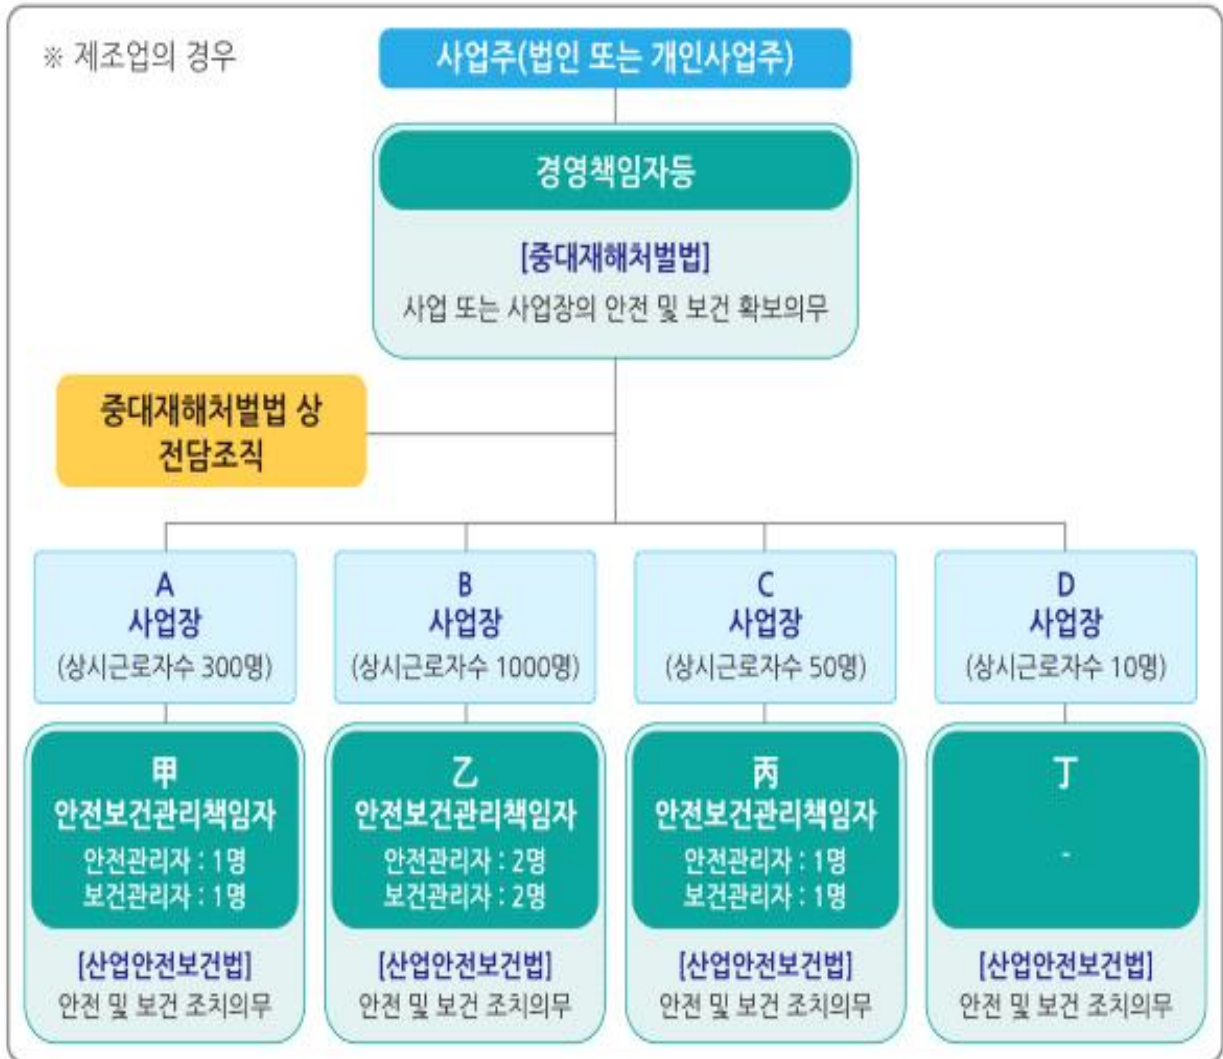 ※ 제조업의 경우
사업주(법인 또는 개인사업주)
경영책임자등
[중대재해처벌법]
사업 또는 사업장의 안전 및 보건 확보의무
중대재해처벌법 상
전담조직
A
사업장
(상시근로자수 300명)
B
사업장
(상시근로자수 1000명)
C
사업장
(상시근로자수 50명)
D
사업장
(상시근로자수 10명)
甲
안전보건관리책임자
안전관리자 : 1명
보건관리자 : 1명
[산업안전보건법]
안전 및 보건 조치의무
乙
안전보건관리책임자
안전관리자 : 2명
보건관리자 : 2명
[산업안전보건법]
안전 및 보건 조치의무
丙
안전보건관리책임자
안전관리자 : 1명
보건관리자 : 1명
[산업안전보건법]
안전 및 보건 조치의무
丁
-
[산업안전보건법]
안전 및 보건 조치의무